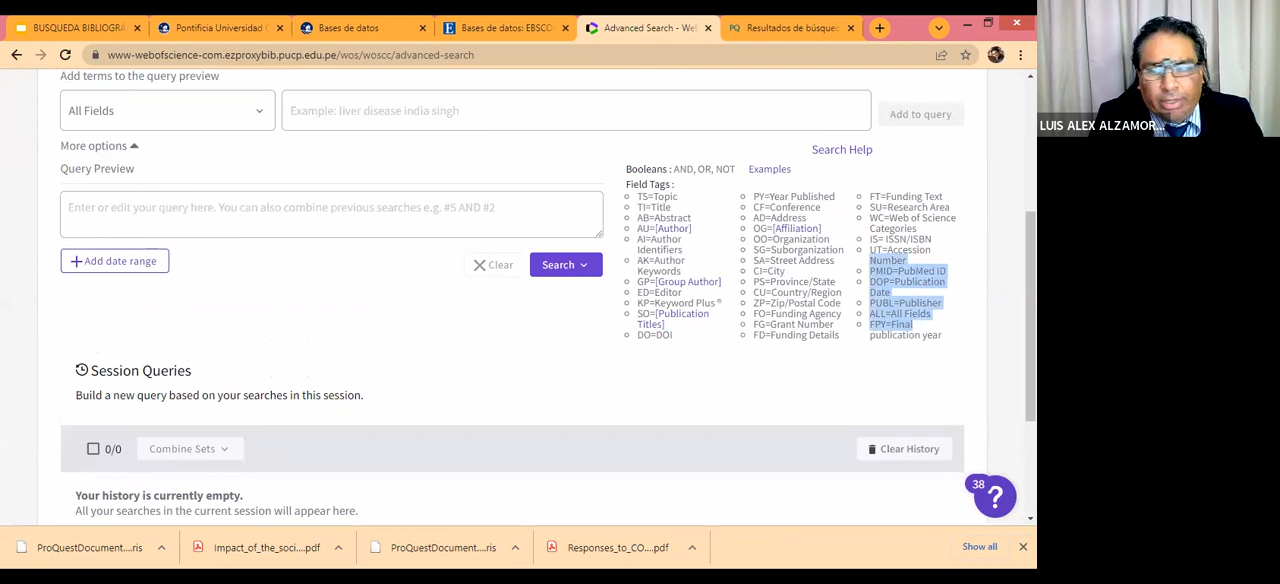 BUSQUEDA BIBLIOGRA
Pontificia Universidad C
Bases de datos
Bases de datos: EBSCO
Advanced Search - Web
Resultados de búsqued
www-webofscience-com.ezproxybib.pucp.edu.pe/wos/woscc/advanced-search
Add terms to the query preview
All Fields
Example: liver disease india singh
Add to query
More options
Search Help
Query Preview
Enter or edit your query here. You can also combine previous searches e.g. #5 AND #2
Add date range
Clear
Search
Booleans : AND, OR, NOT
Examples
Field Tags :
TS=Topic
TI=Title
AB=Abstract
AU=[Author]
AI=Author
Identifiers
AK=Author
Keywords
GP=[Group Author]
ED=Editor
KP=Keyword Plus ®
SO=[Publication
Titles]
DO=DOI
PY=Year Published
CF=Conference
AD=Address
OG=[Affiliation]
OO=Organization
SG=Suborganization
SA=Street Address
CI=City
PS=Province/State
CU=Country/Region
ZP=Zip/Postal Code
FO=Funding Agency
FG=Grant Number
FD=Funding Details
FT=Funding Text
SU=Research Area
WC=Web of Science
Categories
IS= ISSN/ISBN
UT=Accession
Number
PMID=PubMed ID
DOP=Publication
Date
PUBL=Publisher
ALL=All Fields
FPY=Final
publication year
Session Queries
Build a new query based on your searches in this session.
0/0
Combine Sets
Clear History
Your history is currently empty.
All your searches in the current session will appear here.
38
?
ProQuestDocument....ris
Impact_of_the_soci....pdf
ProQuestDocument....ris
Responses_to_CO....pdf
Show all
LUIS ALEX ALZAMOR...